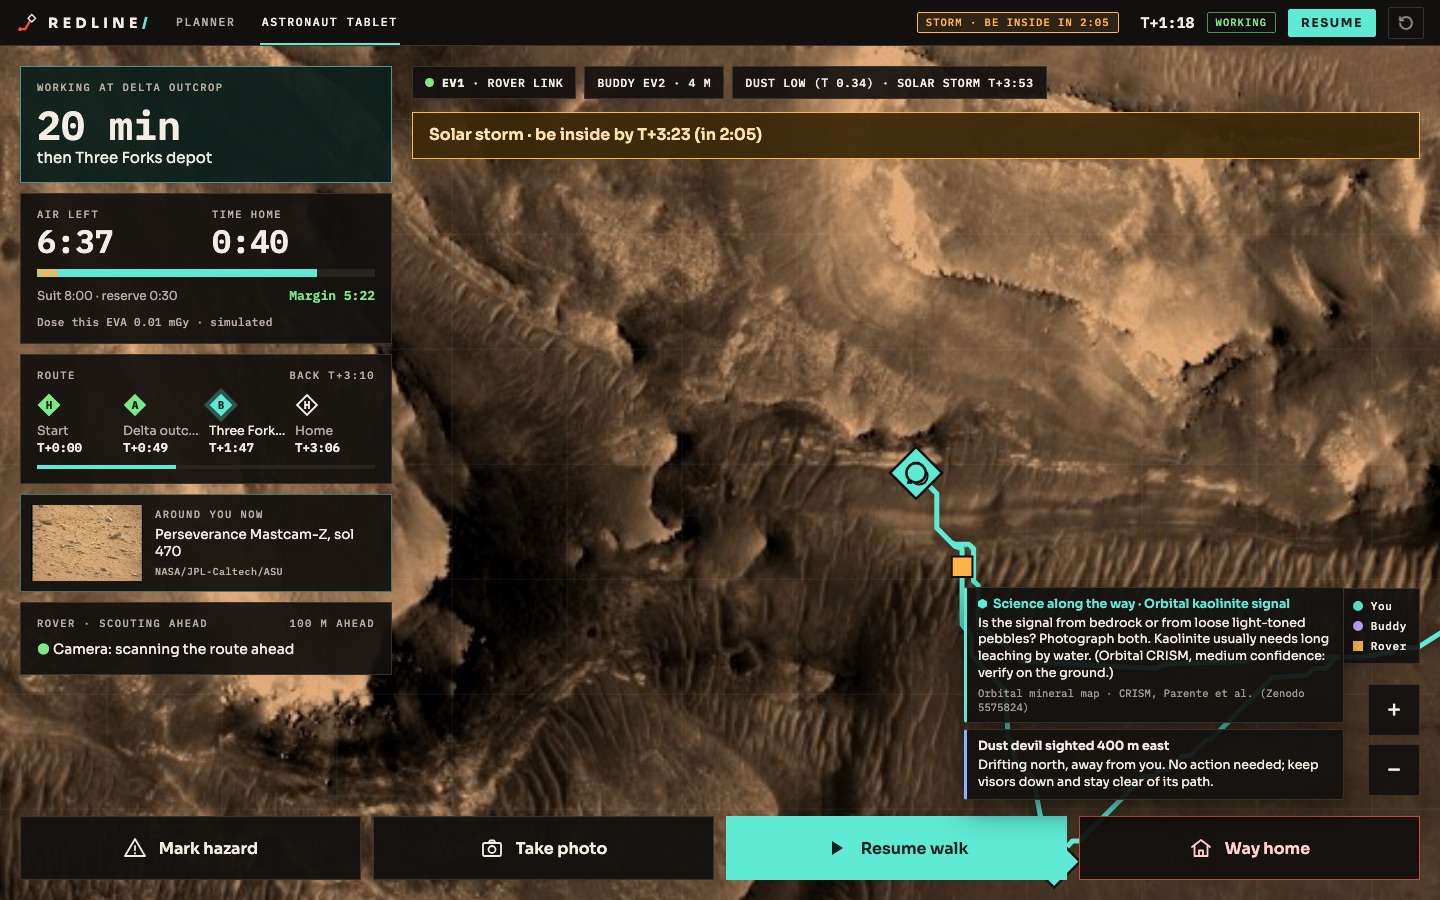 REDLINE/
PLANNER
ASTRONAUT TABLET
STORM · BE INSIDE IN 2:05
T+1:18
WORKING
RESUME
WORKING AT DELTA OUTCROP
20 min
then Three Forks depot
EV1 · ROVER LINK
BUDDY EV2 · 4 M
DUST LOW (T 0.34) · SOLAR STORM T+3:53
Solar storm · be inside by T+3:23 (in 2:05)
AIR LEFT
TIME HOME
6:37
0:40
Suit 8:00 · reserve 0:30
Margin 5:22
Dose this EVA 0.01 mGy · simulated
ROUTE
BACK T+3:10
H
A
B
H
Start
Delta outc...
Three Fork...
Home
T+0:00
T+0:49
T+1:47
T+3:06
AROUND YOU NOW
Perseverance Mastcam-Z, sol
470
NASA/JPL-Caltech/ASU
ROVER · SCOUTING AHEAD
100 M AHEAD
Camera: scanning the route ahead
Science along the way · Orbital kaolinite signal
Is the signal from bedrock or from loose light-toned
pebbles? Photograph both. Kaolinite usually needs long
leaching by water. (Orbital CRISM, medium confidence:
verify on the ground.)
Orbital mineral map · CRISM, Parente et al. (Zenodo
5575824)
You
Buddy
Rover
+
−
Dust devil sighted 400 m east
Drifting north, away from you. No action needed; keep
visors down and stay clear of its path.
Mark hazard
Take photo
Resume walk
Way home